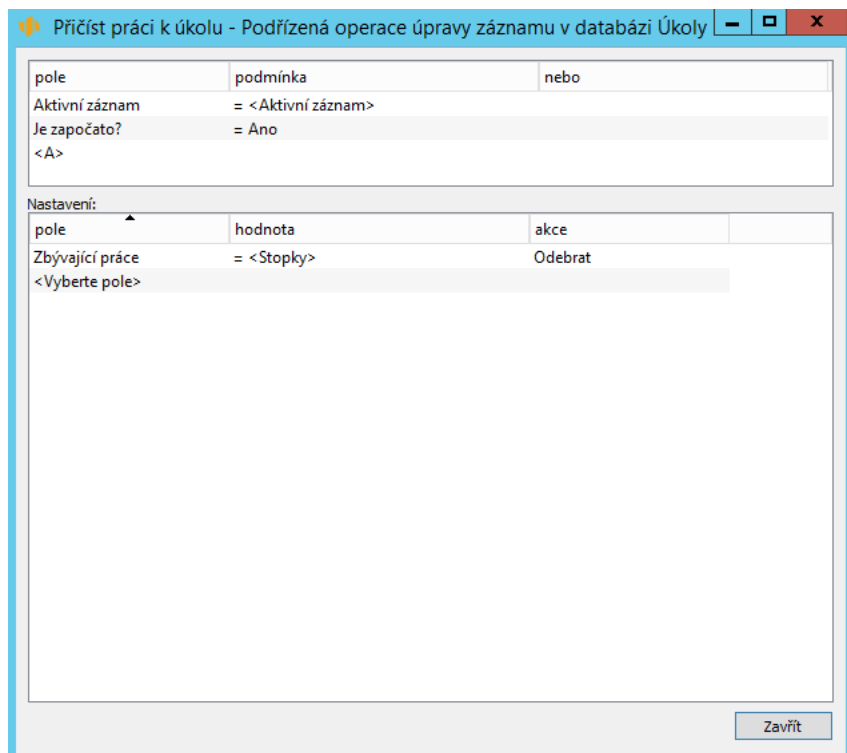 Přičíst práci k úkolu - Podřízená operace úpravy záznamu v databázi Úkoly
pole podmínka nebo
Aktivní záznam = <Aktivní záznam>
Je započato? = Ano
<A>
Nastavení:
pole hodnota akce
Zbývající práce = <Stopky> Odebrat
<Vyberte pole>
Zavřít